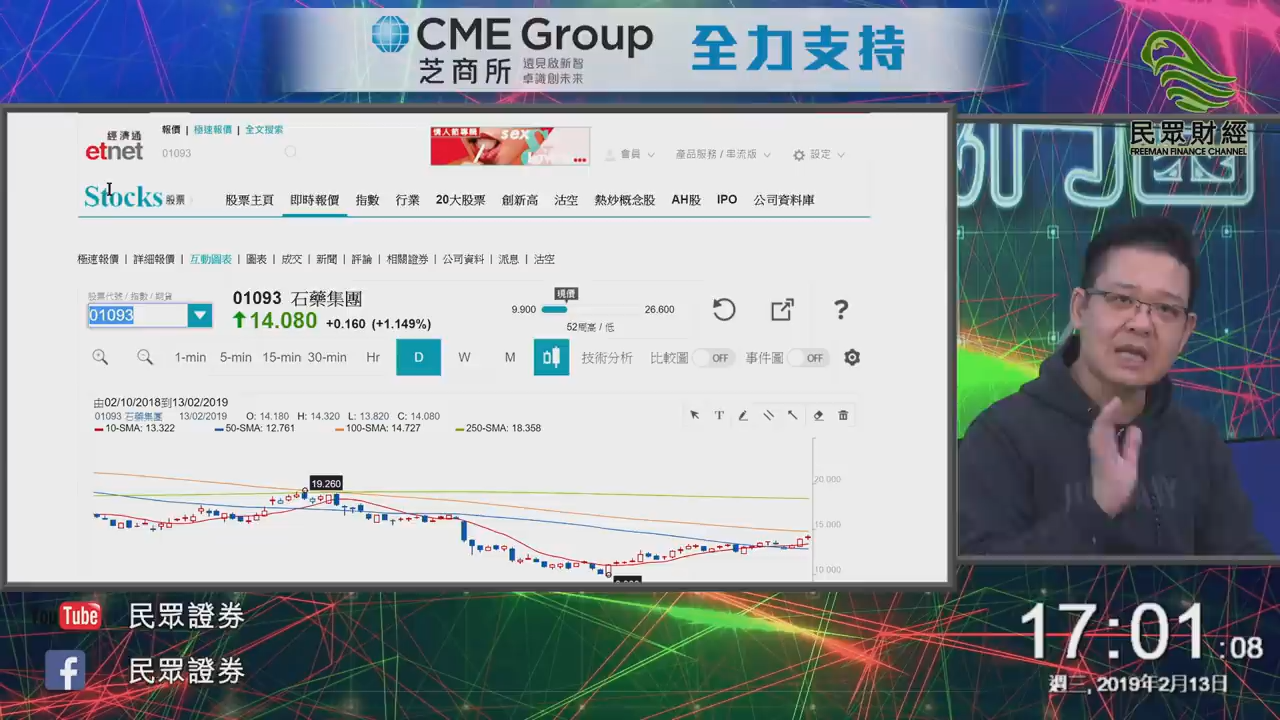 CME Group
芝商所
遠見啟新智
卓識創未來
全力支持
民眾財經
FREEMAN FINANCE CHANNEL
經濟通
etnet
報價 | 極速報價 | 全文搜索
01093
情人節專題
sex
會員
產品服務 / 串流版
設定
Stocks 股票
股票主頁 即時報價 指數 行業 20大股票 創新高 沽空 熱炒概念股 AH股 IPO 公司資料庫
極速報價 | 詳細報價 | 互動圖表 | 圖表 | 成交 | 新聞 | 評論 | 相關證券 | 公司資料 | 派息 | 沽空
股票代號 / 指數 / 期貨
01093
01093 石藥集團
14.080 +0.160 (+1.149%)
現價
9.900 26.600
52周高 / 低
?
1-min 5-min 15-min 30-min Hr D W M 技術分析 比較圖 OFF 事件圖 OFF
由02/10/2018到13/02/2019
01093 石藥集團 13/02/2019 O: 14.180 H: 14.320 L: 13.820 C: 14.080
10-SMA: 13.322 50-SMA: 12.761 100-SMA: 14.727 250-SMA: 18.358
T
19.260
20.000
15.000
10.000
YouTube 民眾證券
f 民眾證券
17:01:08
週三, 2019年2月13日